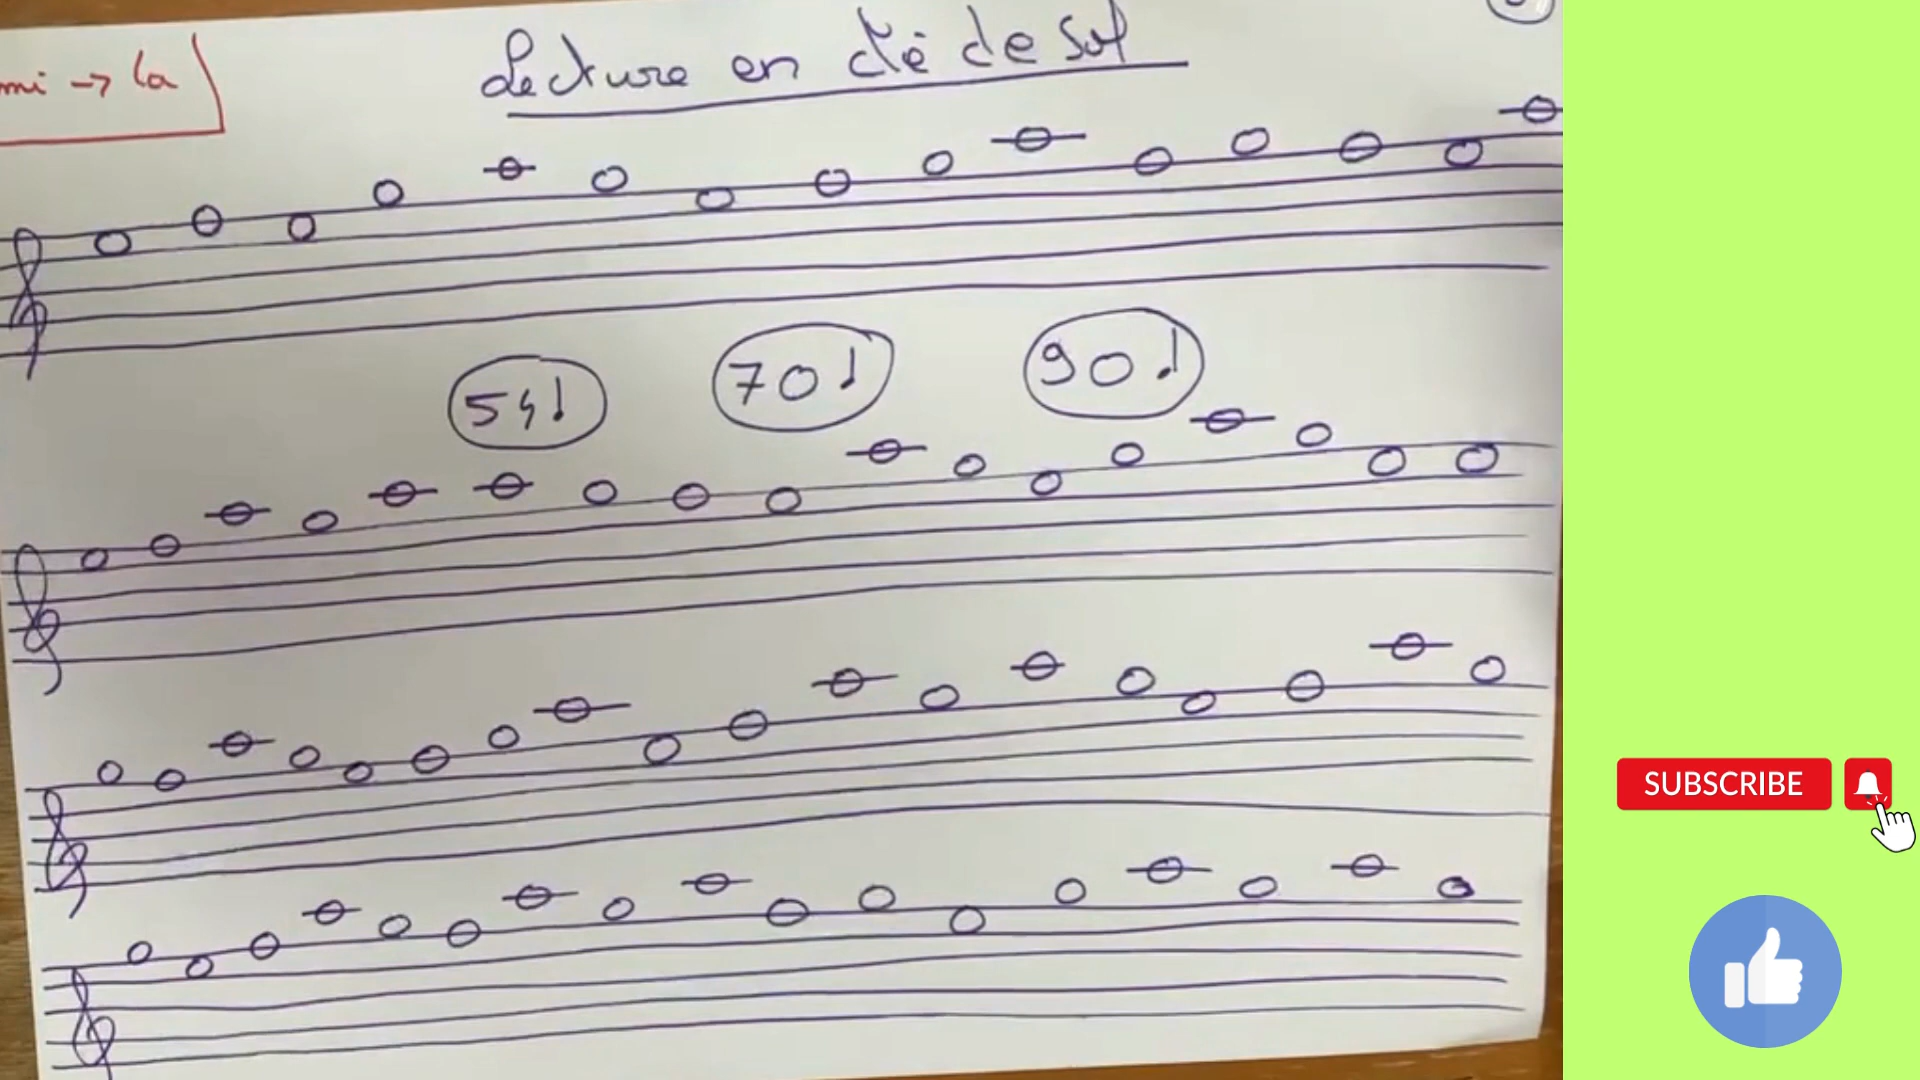 Lecture en clé de Sol
mi → la
54♩
70♩
90♩
SUBSCRIBE